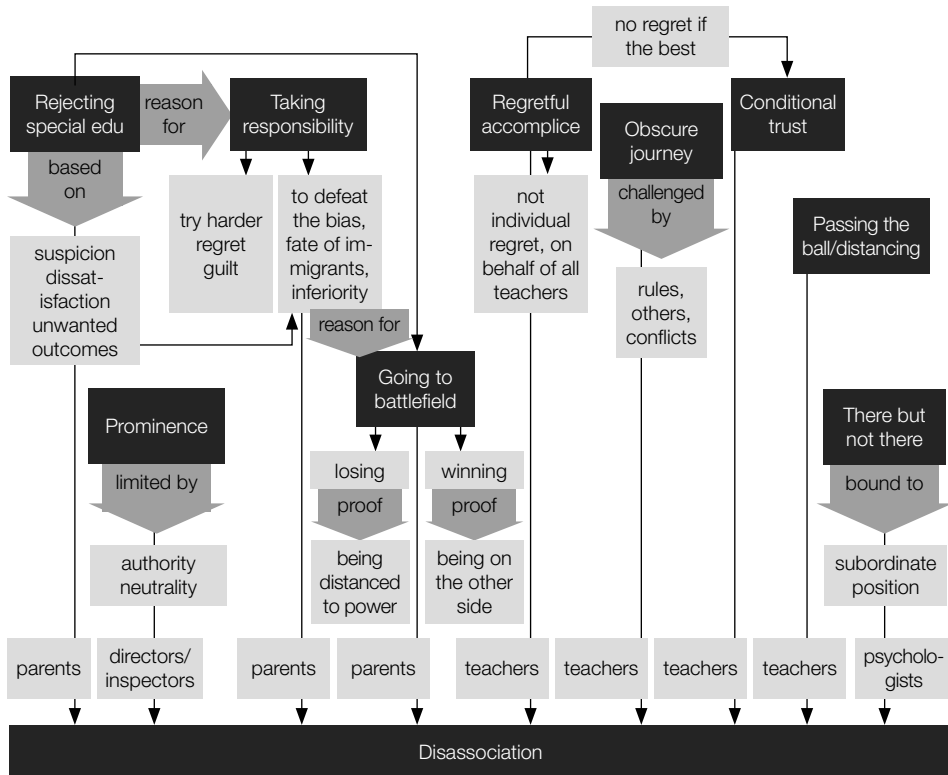 no regret if
the best
Rejecting
special edu
reason
for
Taking
responsibility
Regretful
accomplice
Obscure
journey
Conditional
trust
based
on
try harder
regret
guilt
to defeat
the bias,
fate of im-
migrants,
inferiority
not
individual
regret, on
behalf of all
teachers
challenged
by
Passing the
ball/distancing
suspicion
dissat-
isfaction
unwanted
outcomes
reason for
rules,
others,
conflicts
Going to
battlefield
Prominence
There but
not there
limited by
losing
winning
bound to
proof
proof
authority
neutrality
being
distanced
to power
being on
the other
side
subordinate
position
parents
directors/
inspectors
parents
parents
teachers
teachers
teachers
teachers
psycholo-
gists
Disassociation